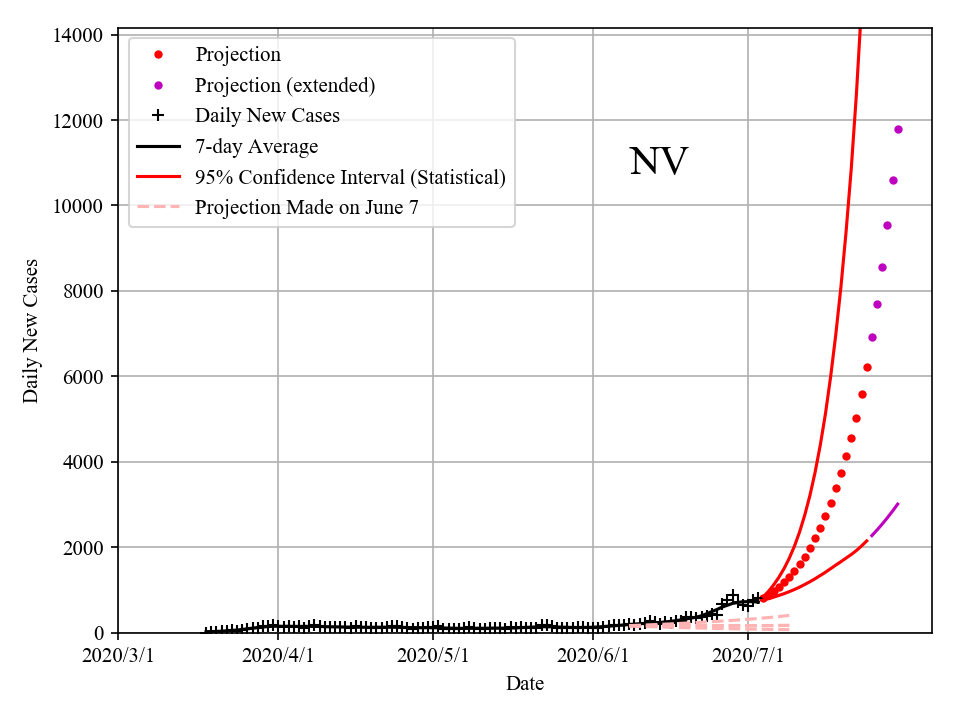 14000
12000
10000
8000
6000
4000
2000
0
Daily New Cases
Projection
Projection (extended)
Daily New Cases
7-day Average
95% Confidence Interval (Statistical)
Projection Made on June 7
NV
2020/3/1 2020/4/1 2020/5/1 2020/6/1 2020/7/1
Date